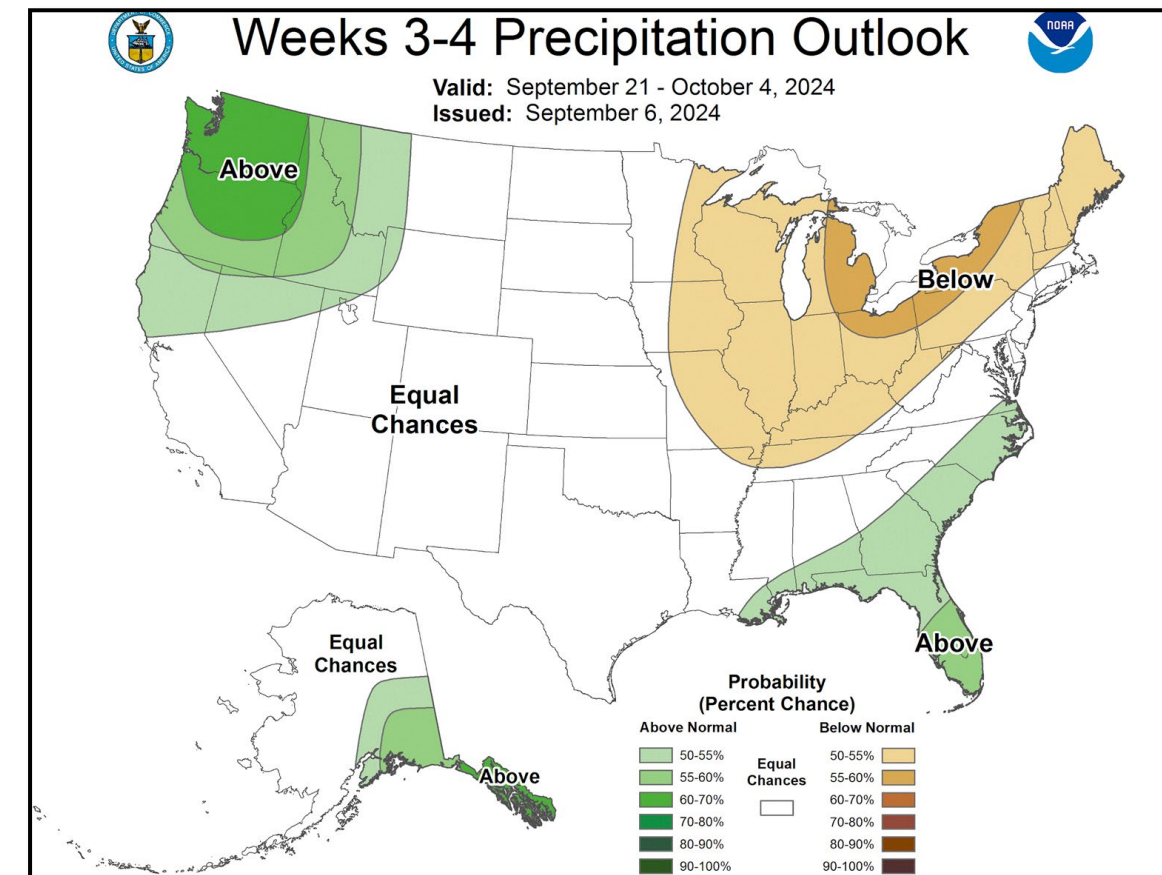 Weeks 3-4 Precipitation Outlook
NOAA
Valid: September 21 - October 4, 2024
Issued: September 6, 2024
Above
Below
Equal
Chances
Above
Equal
Chances
Above
Probability
(Percent Chance)
Above Normal
Below Normal
Equal
Chances
50-55%
55-60%
60-70%
70-80%
80-90%
90-100%
50-55%
55-60%
60-70%
70-80%
80-90%
90-100%